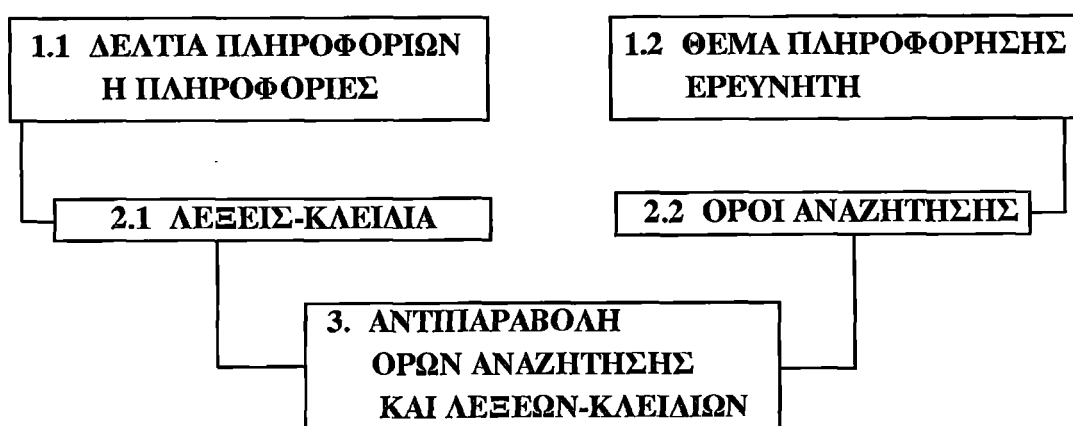 1.1 ΔΕΛΤΙΑ ΠΛΗΡΟΦΟΡΙΩΝ
Η ΠΛΗΡΟΦΟΡΙΕΣ
1.2 ΘΕΜΑ ΠΛΗΡΟΦΟΡΗΣΗΣ
ΕΡΕΥΝΗΤΗ
2.1 ΛΕΞΕΙΣ-ΚΛΕΙΔΙΑ
2.2 ΟΡΟΙ ΑΝΑΖΗΤΗΣΗΣ
3. ΑΝΤΙΠΑΡΑΒΟΛΗ
ΟΡΩΝ ΑΝΑΖΗΤΗΣΗΣ
ΚΑΙ ΛΕΞΕΩΝ-ΚΛΕΙΔΙΩΝ